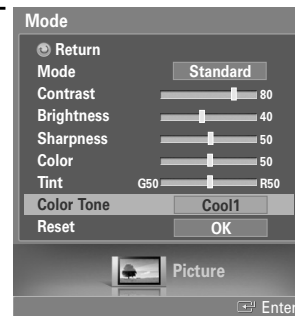 Mode
Return
Mode Standard
Contrast 80
Brightness 40
Sharpness 50
Color 50
Tint G50 R50
Color Tone Cool1
Reset OK
Picture
Enter